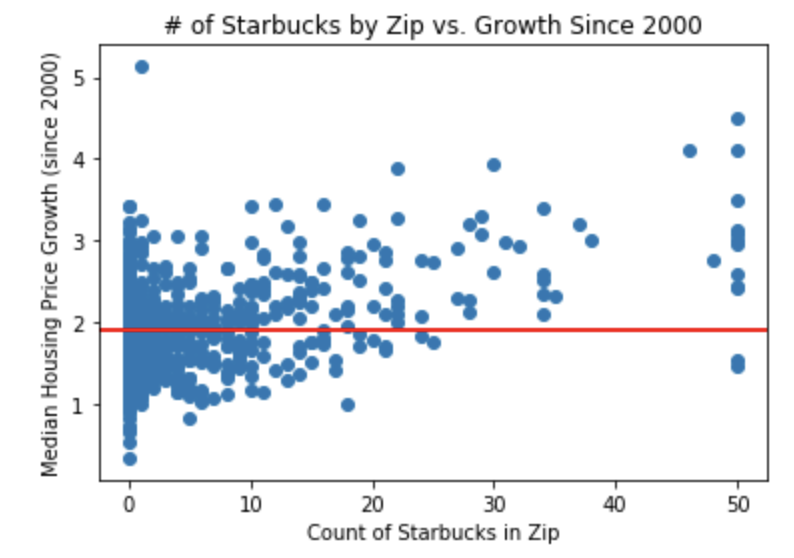 # of Starbucks by Zip vs. Growth Since 2000
Median Housing Price Growth (since 2000)
5
4
3
2
1
0 10 20 30 40 50
Count of Starbucks in Zip